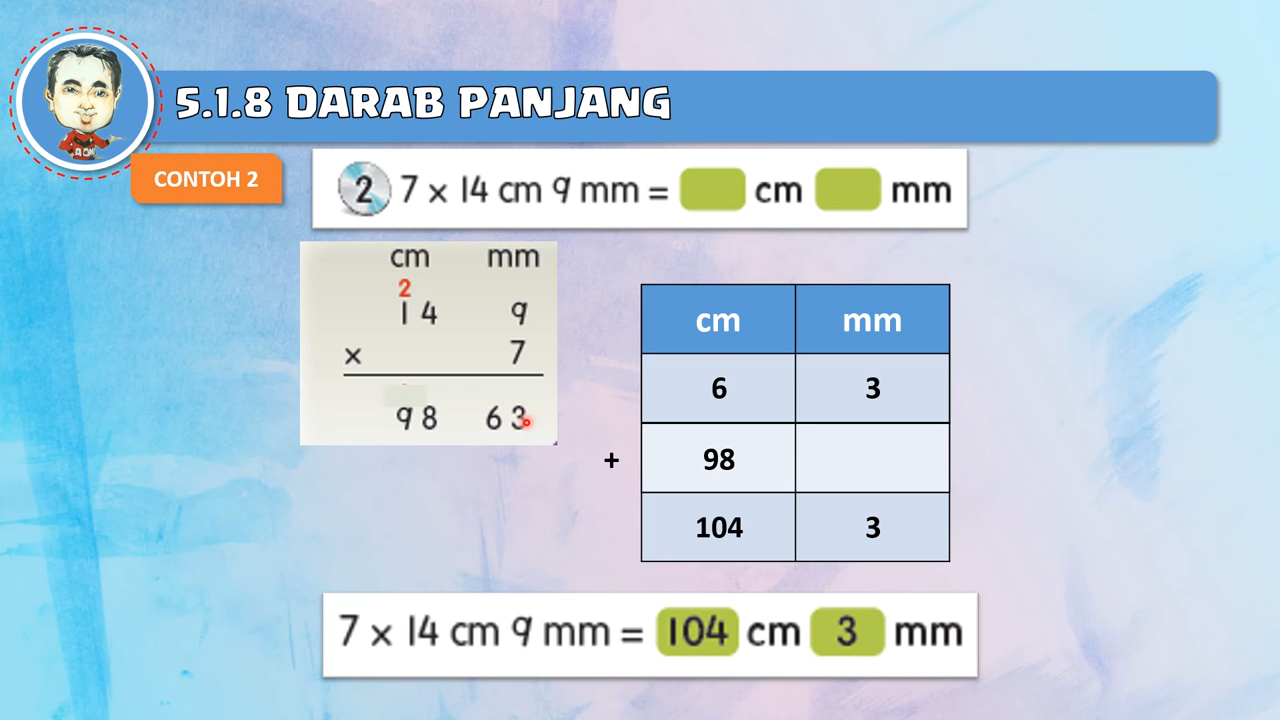 5.1.8 DARAB PANJANG
CONTOH 2
2 7 × 14 cm 9 mm = cm mm
cm mm
2
14 9
× 7
98 63
cm mm
6 3
+ 98
104 3
7 × 14 cm 9 mm = 104 cm 3 mm